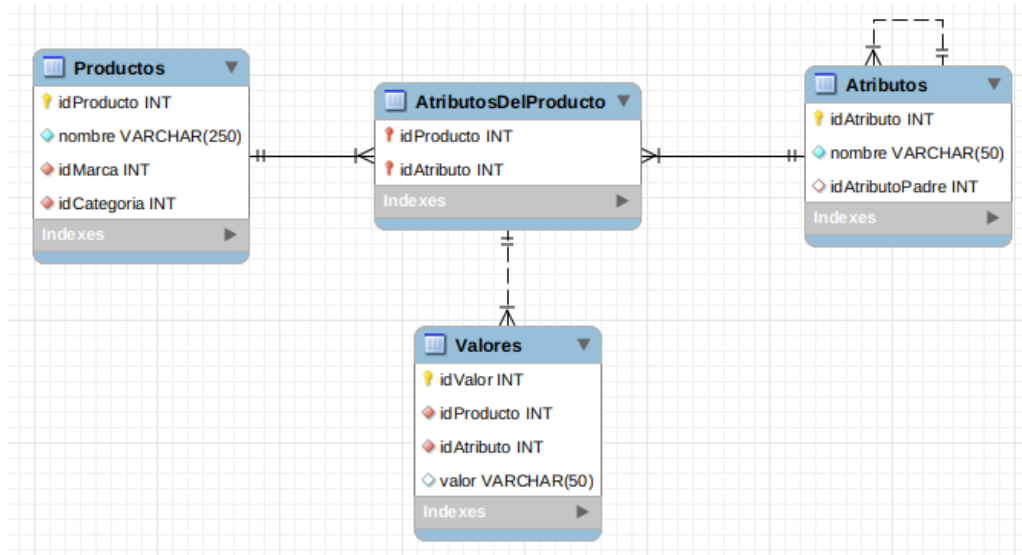 Productos
idProducto INT
nombre VARCHAR(250)
idMarca INT
idCategoria INT
Indexes
AtributosDelProducto
idProducto INT
idAtributo INT
Indexes
Atributos
idAtributo INT
nombre VARCHAR(50)
idAtributoPadre INT
Indexes
Valores
idValor INT
idProducto INT
idAtributo INT
valor VARCHAR(50)
Indexes